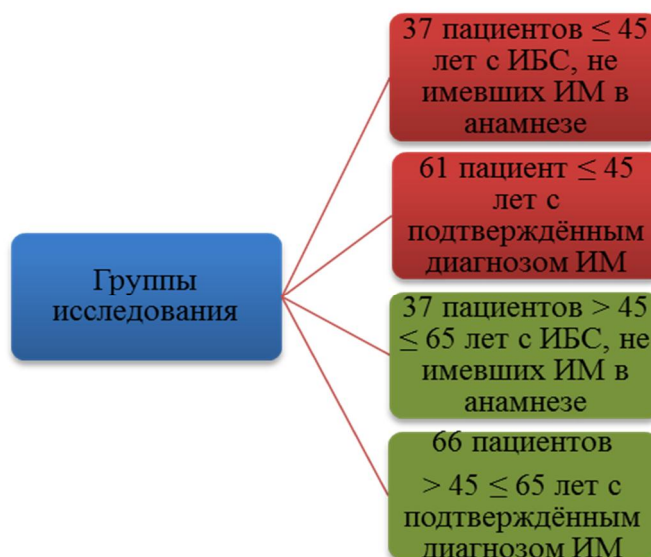 Группы
исследования
37 пациентов ≤ 45
лет с ИБС, не
имевших ИМ в
анамнезе
61 пациент ≤ 45
лет с
подтверждённым
диагнозом ИМ
37 пациентов > 45
≤ 65 лет с ИБС, не
имевших ИМ в
анамнезе
66 пациентов
> 45 ≤ 65 лет с
подтверждённым
диагнозом ИМ